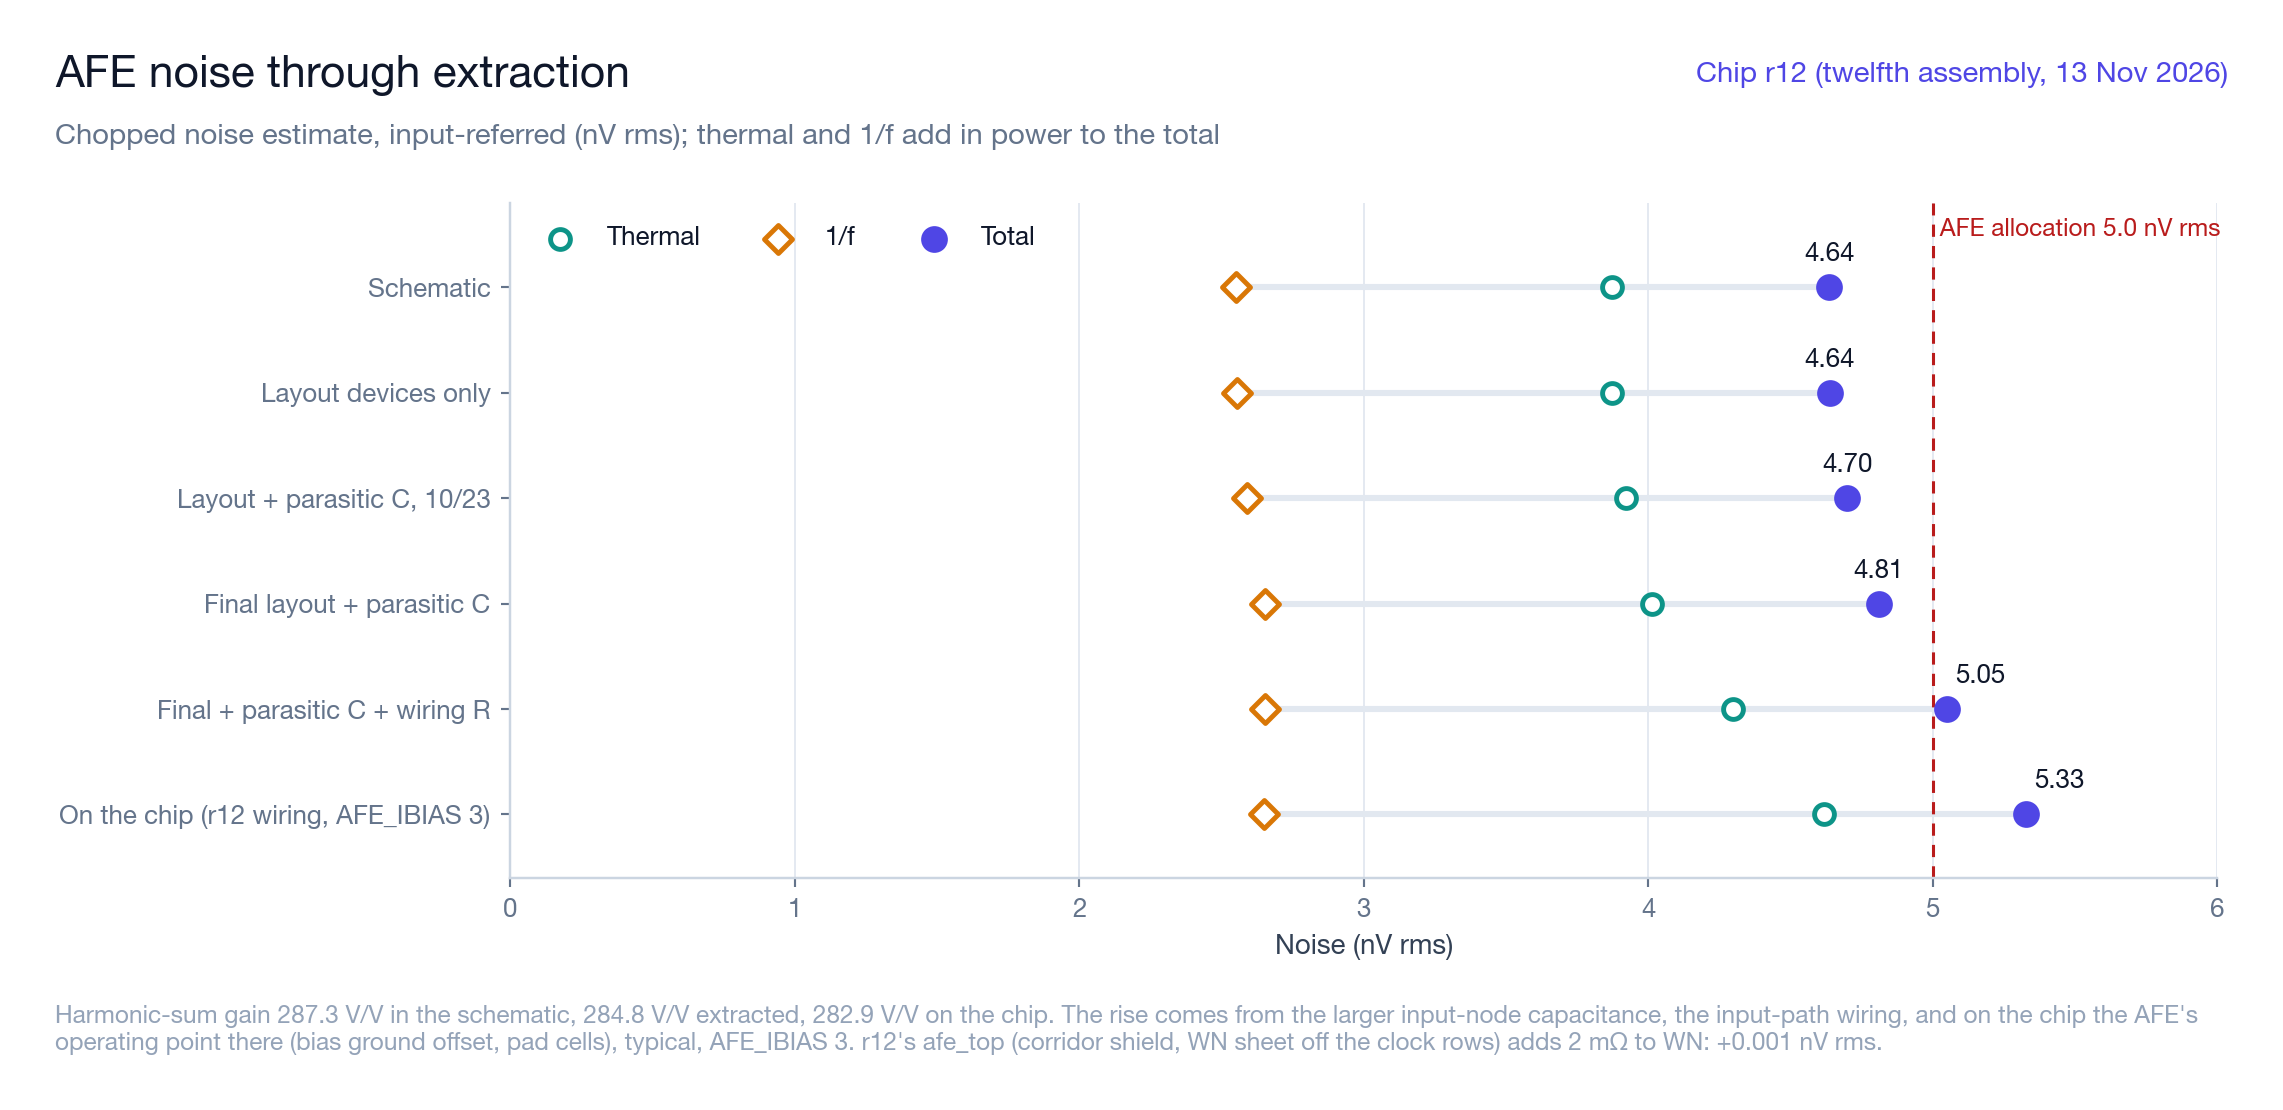 AFE noise through extraction
Chip r12 (twelfth assembly, 13 Nov 2026)
Chopped noise estimate, input-referred (nV rms); thermal and 1/f add in power to the total
Thermal
1/f
Total
AFE allocation 5.0 nV rms
Schematic
4.64
Layout devices only
4.64
Layout + parasitic C, 10/23
4.70
Final layout + parasitic C
4.81
Final + parasitic C + wiring R
5.05
On the chip (r12 wiring, AFE_IBIAS 3)
5.33
0 1 2 3 4 5 6
Noise (nV rms)
Harmonic-sum gain 287.3 V/V in the schematic, 284.8 V/V extracted, 282.9 V/V on the chip. The rise comes from the larger input-node capacitance, the input-path wiring, and on the chip the AFE's
operating point there (bias ground offset, pad cells), typical, AFE_IBIAS 3. r12's afe_top (corridor shield, WN sheet off the clock rows) adds 2 mΩ to WN: +0.001 nV rms.